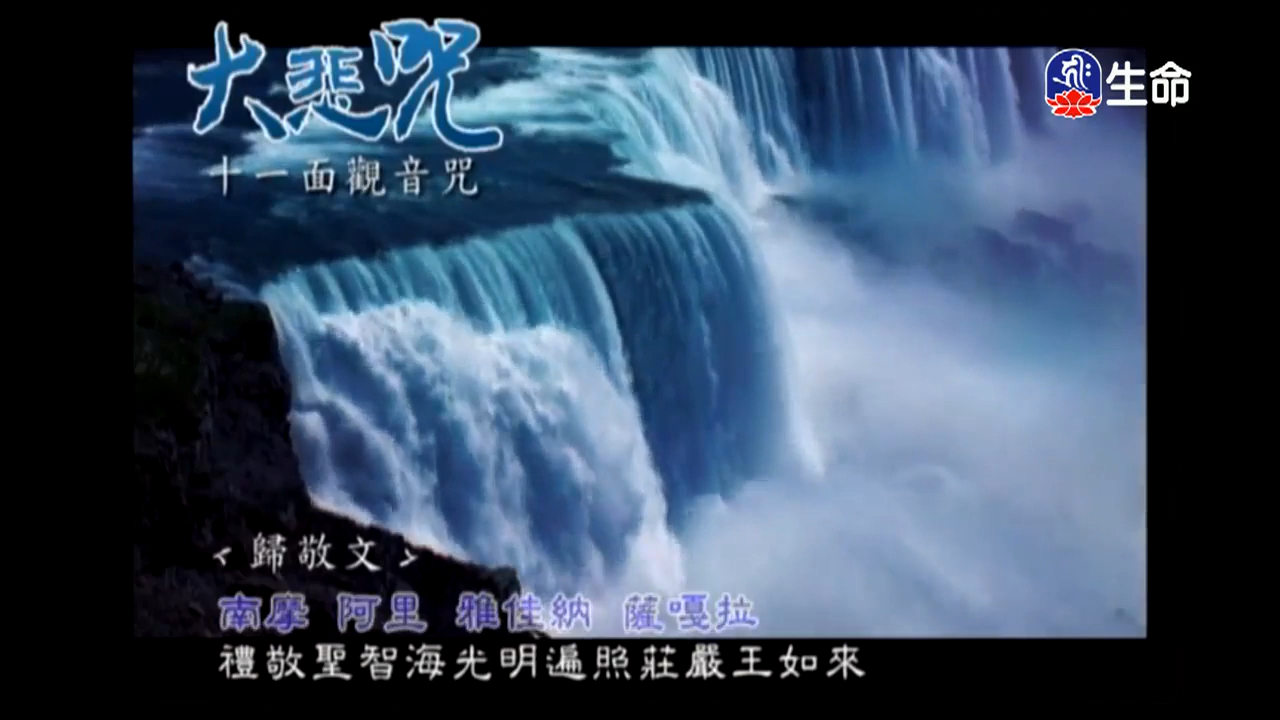 大悲咒
生命
十一面觀音咒
<歸敬文>
南摩 阿里 雅佳納 薩嘎拉
禮敬聖智海光明遍照莊嚴王如來